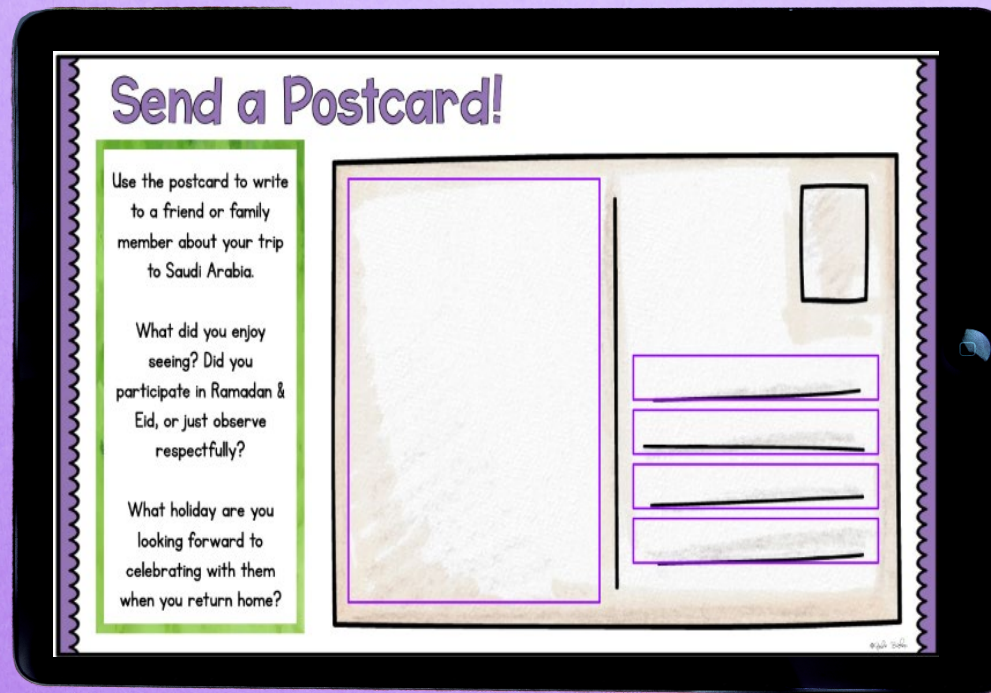 Send a Postcard!
Use the postcard to write
to a friend or family
member about your trip
to Saudi Arabia.
What did you enjoy
seeing? Did you
participate in Ramadan &
Eid, or just observe
respectfully?
What holiday are you
looking forward to
celebrating with them
when you return home?